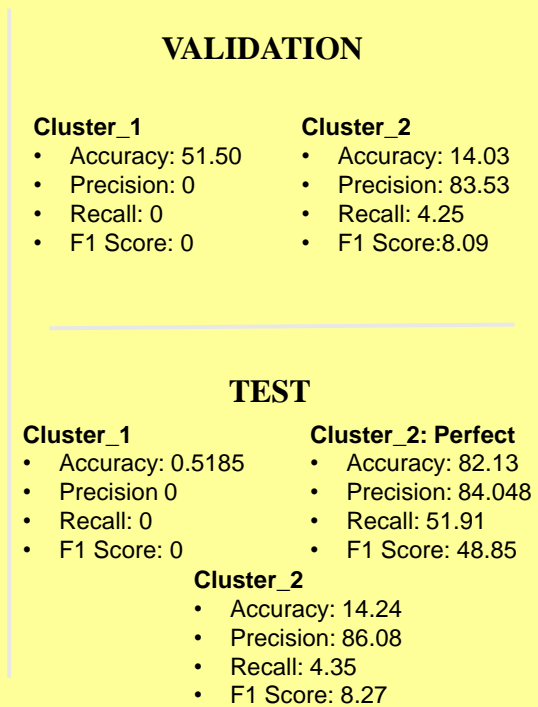 VALIDATION
Cluster_1
• Accuracy: 51.50
• Precision: 0
• Recall: 0
• F1 Score: 0
Cluster_2
• Accuracy: 14.03
• Precision: 83.53
• Recall: 4.25
• F1 Score:8.09
TEST
Cluster_1
• Accuracy: 0.5185
• Precision 0
• Recall: 0
• F1 Score: 0
Cluster_2: Perfect
• Accuracy: 82.13
• Precision: 84.048
• Recall: 51.91
• F1 Score: 48.85
Cluster_2
• Accuracy: 14.24
• Precision: 86.08
• Recall: 4.35
• F1 Score: 8.27